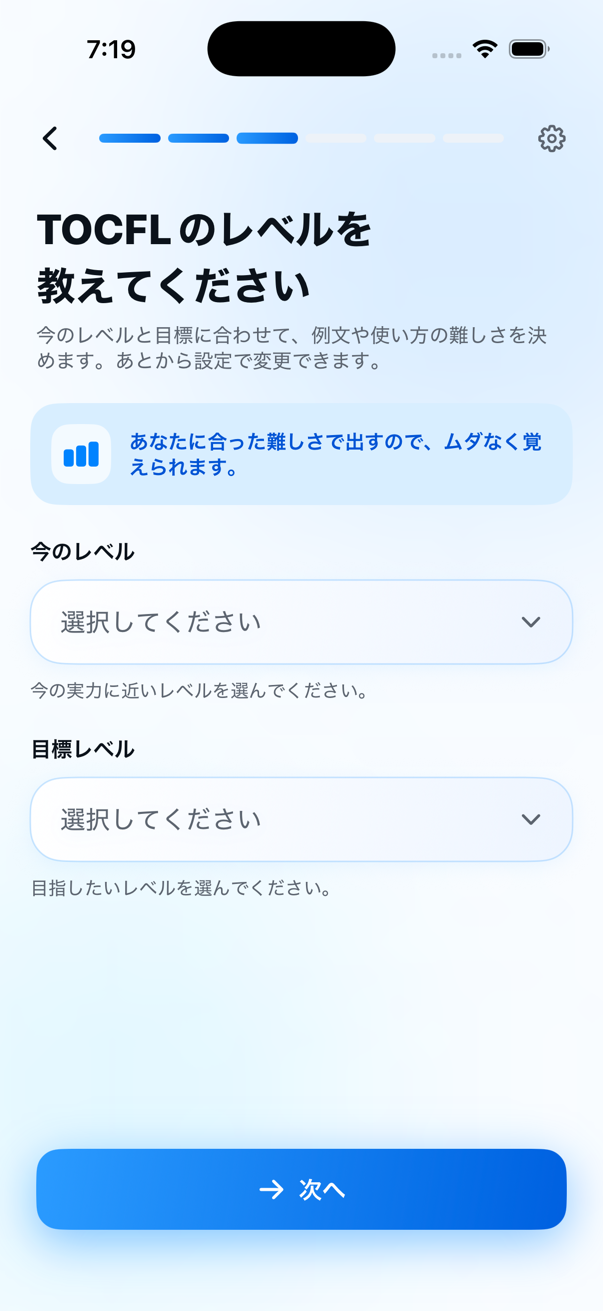 7:19
TOCFL のレベルを
教えてください
今のレベルと目標に合わせて、例文や使い方の難しさを決
めます。あとから設定で変更できます。
あなたに合った難しさで出すので、ムダなく覚
えられます。
今のレベル
選択してください
今の実力に近いレベルを選んでください。
目標レベル
選択してください
目指したいレベルを選んでください。
次へ